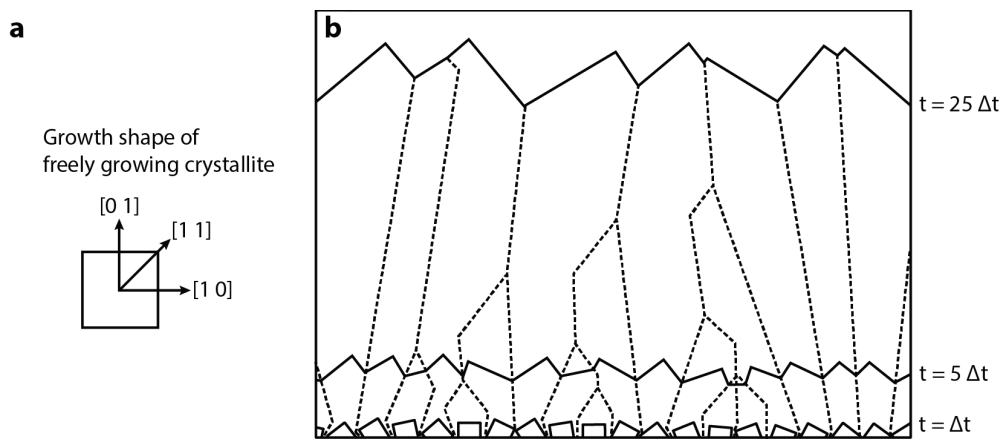 a
b
Growth shape of
freely growing crystallite
[0 1]
[1 1]
[1 0]
t = 25 Δt
t = 5 Δt
t = Δt